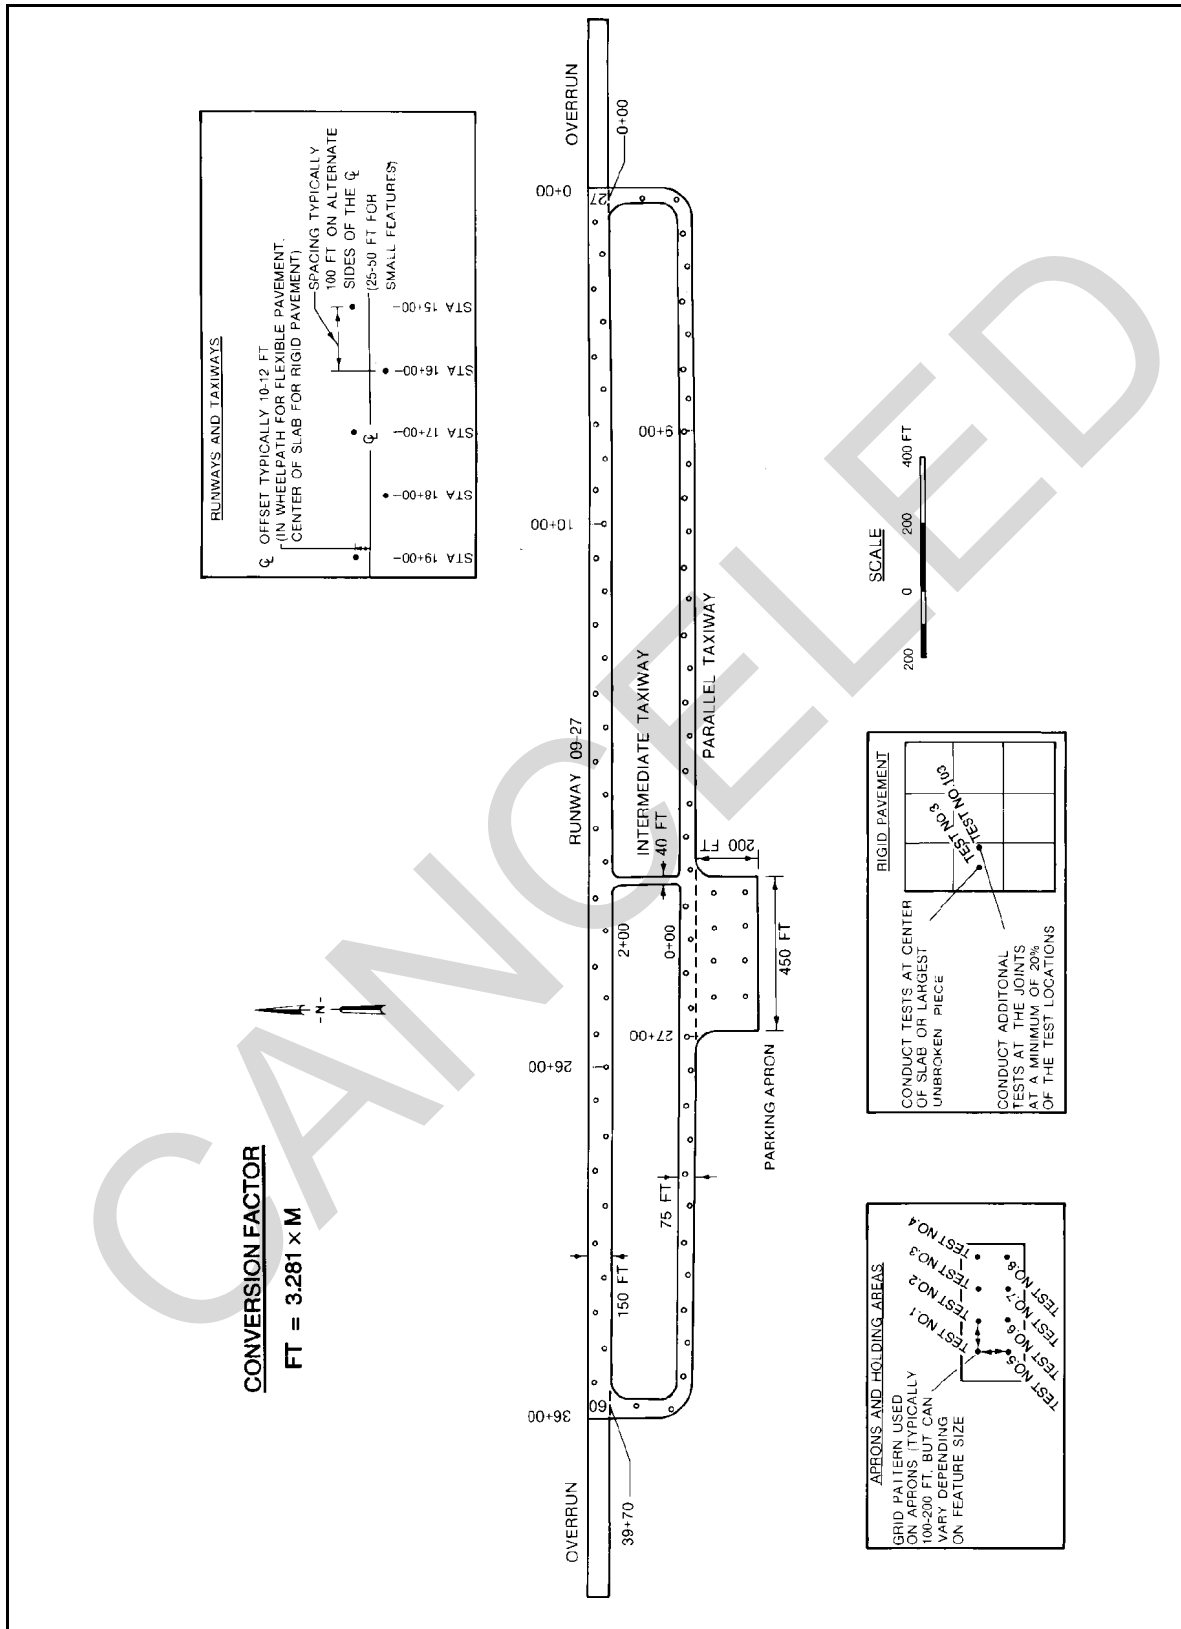 CONVERSION FACTOR
FT = 3.281 × M
-N-
RUNWAYS AND TAXIWAYS
℄ OFFSET TYPICALLY 10-12 FT
(IN WHEELPATH FOR FLEXIBLE PAVEMENT.
CENTER OF SLAB FOR RIGID PAVEMENT)
SPACING TYPICALLY
100 FT ON ALTERNATE
SIDES OF THE ℄
(25-50 FT FOR
SMALL FEATURES)
℄
STA 19+00-
STA 18+00-
STA 17+00-
STA 16+00-
STA 15+00-
OVERRUN
36+00
26+00
RUNWAY 09-27
10+00
0+00
OVERRUN
09
27
39+70
150 FT
2+00
INTERMEDIATE TAXIWAY
0+00
75 FT
27+00
0+00
40 FT
9+00
PARALLEL TAXIWAY
PARKING APRON
450 FT
200 FT
APRONS AND HOLDING AREAS
GRID PATTERN USED
ON APRONS (TYPICALLY
100-200 FT, BUT CAN
VARY DEPENDING
ON FEATURE SIZE
TEST NO.1
TEST NO.2
TEST NO.3
TEST NO.4
TEST NO.5
TEST NO.6
TEST NO.7
TEST NO.8
RIGID PAVEMENT
CONDUCT TESTS AT CENTER
OF SLAB OR LARGEST
UNBROKEN PIECE
TEST NO.3
TEST NO.103
CONDUCT ADDITONAL
TESTS AT THE JOINTS
AT A MINIMUM OF 20%
OF THE TEST LOCATIONS
SCALE
200 0 200 400 FT
CANCELED